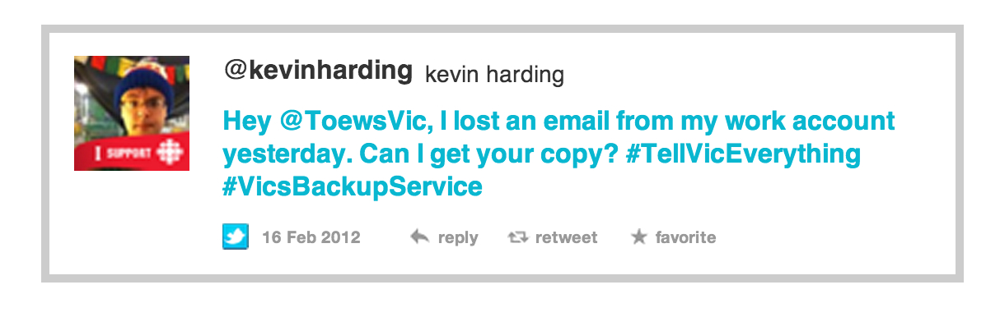 @kevinharding kevin harding
Hey @ToewsVic, I lost an email from my work account
yesterday. Can I get your copy? #TellVicEverything
#VicsBackupService
I SUPPORT
16 Feb 2012 reply retweet favorite